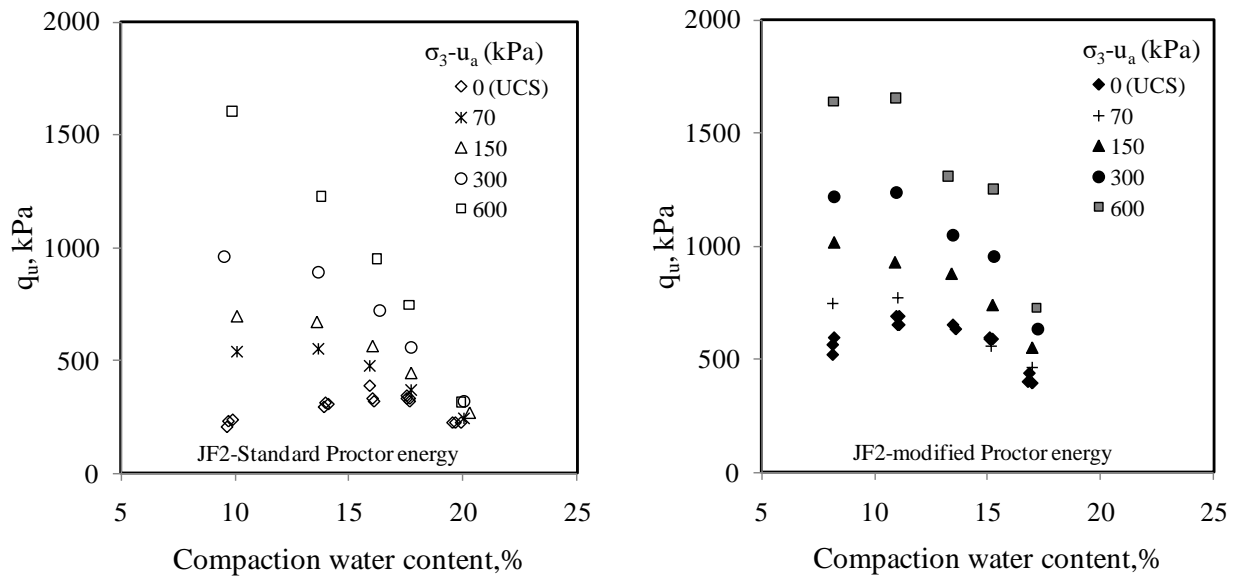 2000
1500
1000
500
0
q_u, kPa
σ₃-u_a (kPa)
0 (UCS)
70
150
300
600
JF2-Standard Proctor energy
5 10 15 20 25
Compaction water content,%
2000
1500
1000
500
0
q_u, kPa
σ₃-u_a (kPa)
0 (UCS)
70
150
300
600
JF2-modified Proctor energy
5 10 15 20 25
Compaction water content,%